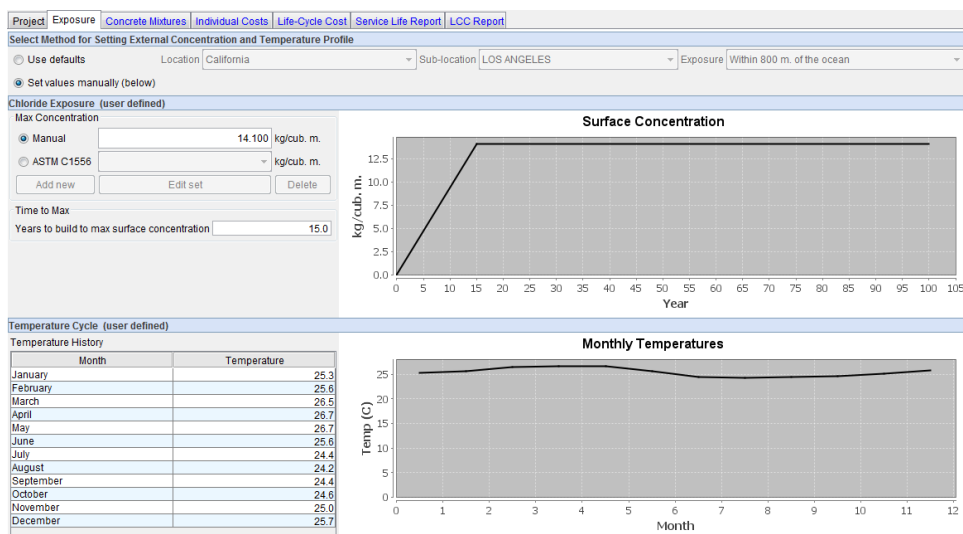 Project Exposure Concrete Mixtures Individual Costs Life-Cycle Cost Service Life Report LCC Report
Select Method for Setting External Concentration and Temperature Profile
Use defaults Location California Sub-location LOS ANGELES Exposure Within 800 m. of the ocean
Set values manually (below)
Chloride Exposure (user defined)
Max Concentration
Manual 14.100 kg/cub. m.
ASTM C1556 kg/cub. m.
Add new Edit set Delete
Time to Max
Years to build to max surface concentration 15.0
Surface Concentration
kg/cub. m.
12.5
10.0
7.5
5.0
2.5
0.0
0 5 10 15 20 25 30 35 40 45 50 55 60 65 70 75 80 85 90 95 100 105
Year
Temperature Cycle (user defined)
Temperature History
Month Temperature
January 25.3
February 25.6
March 26.5
April 26.7
May 26.7
June 25.6
July 24.4
August 24.2
September 24.4
October 24.6
November 25.0
December 25.7
Monthly Temperatures
Temp (C)
25
20
15
10
5
0
0 1 2 3 4 5 6 7 8 9 10 11 12
Month